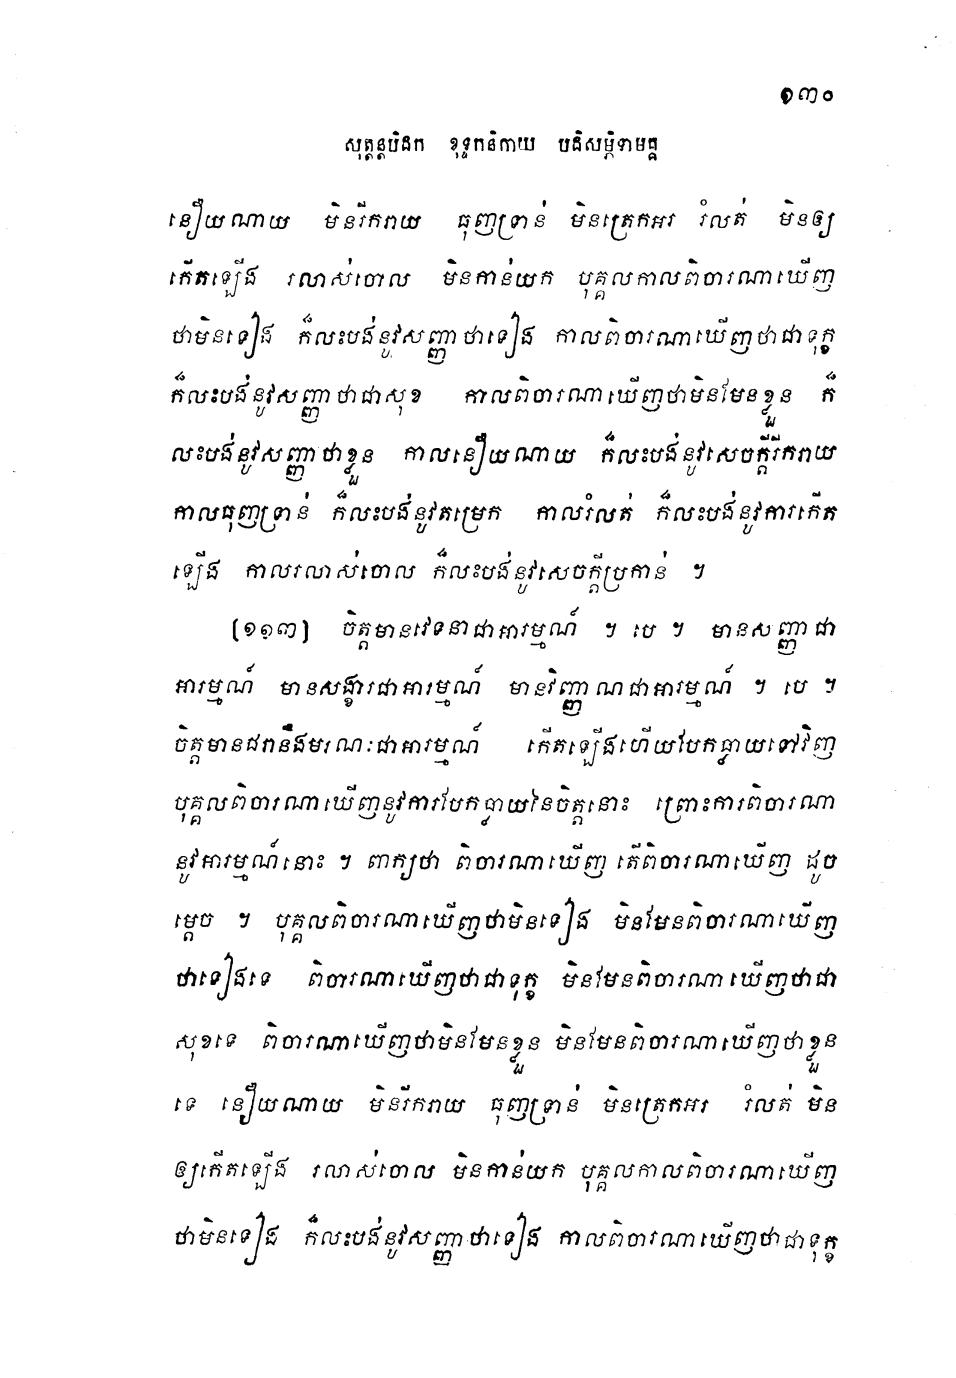 ១៣០
សុត្តន្តបិដក ខុទ្ទកនិកាយ បដិសម្ភិទាមគ្គ
នឿយណាយ មិនរីករាយ ធុញទ្រាន់ មិនត្រេកអរ រំលត់ មិនឲ្យ
កើតឡើង រលាស់ចោល មិនកាន់យក បុគ្គលកាលពិចារណាឃើញ
ថាមិនទៀង ក៏លះបង់នូវសញ្ញាថាទៀង កាលពិចារណាឃើញថាជាទុក្ខ
ក៏លះបង់នូវសញ្ញាថាជាសុខ កាលពិចារណាឃើញថាមិនមែនខ្លួន ក៏
លះបង់នូវសញ្ញាថាខ្លួន កាលនឿយណាយ ក៏លះបង់នូវសេចក្តីរីករាយ
កាលធុញទ្រាន់ ក៏លះបង់នូវតម្រេក កាលរំលត់ ក៏លះបង់នូវការកើត
ឡើង កាលរលាស់ចោល ក៏លះបង់នូវសេចក្តីប្រកាន់ ។
[១១៣] ចិត្តមានវេទនាជាអារម្មណ៍ ។ បេ ។ មានសញ្ញាជា
អារម្មណ៍ មានសង្ខារជាអារម្មណ៍ មានវិញ្ញាណជាអារម្មណ៍ ។ បេ ។
ចិត្តមានជរានឹងមរណៈជាអារម្មណ៍ កើតឡើងហើយបែកធ្លាយទៅវិញ
បុគ្គលពិចារណាឃើញនូវការបែកធ្លាយនៃចិត្តនោះ ព្រោះការពិចារណា
នូវអារម្មណ៍នោះ ។ ពាក្យថា ពិចារណាឃើញ តើពិចារណាឃើញ ដូច
ម្តេច ។ បុគ្គលពិចារណាឃើញថាមិនទៀង មិនមែនពិចារណាឃើញ
ថាទៀងទេ ពិចារណាឃើញថាជាទុក្ខ មិនមែនពិចារណាឃើញថាជា
សុខទេ ពិចារណាឃើញថាមិនមែនខ្លួន មិនមែនពិចារណាឃើញថាខ្លួន
ទេ នឿយណាយ មិនរីករាយ ធុញទ្រាន់ មិនត្រេកអរ រំលត់ មិន
ឲ្យកើតឡើង រលាស់ចោល មិនកាន់យក បុគ្គលកាលពិចារណាឃើញ
ថាមិនទៀង ក៏លះបង់នូវសញ្ញាថាទៀង កាលពិចារណាឃើញថាជាទុក្ខ